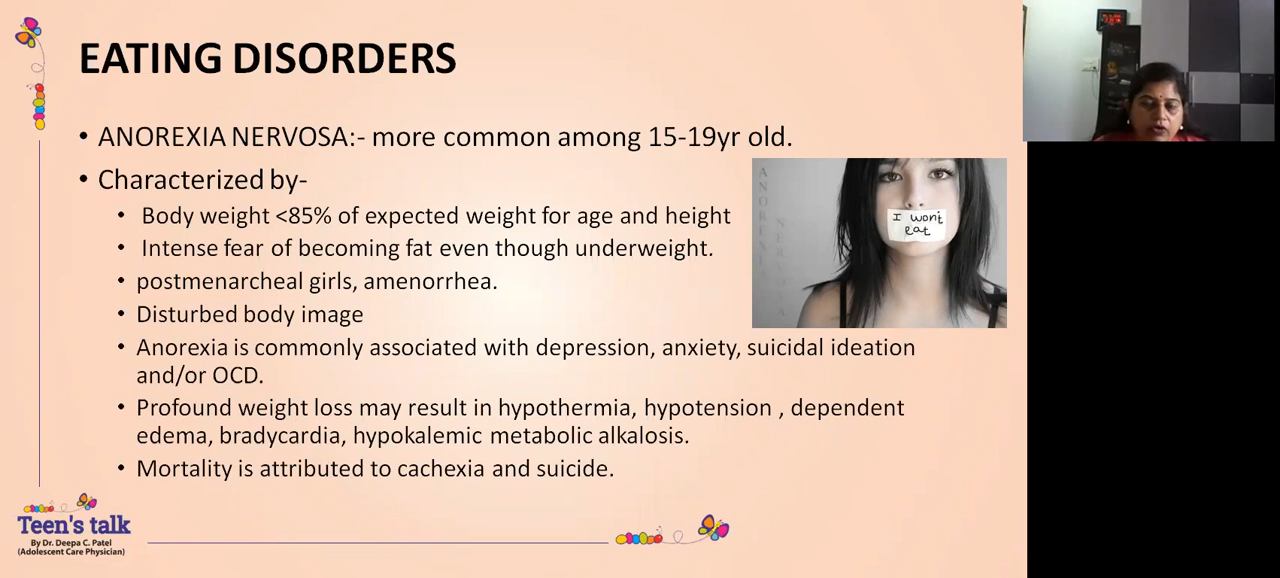 EATING DISORDERS
• ANOREXIA NERVOSA:- more common among 15-19yr old.
• Characterized by-
• Body weight <85% of expected weight for age and height
• Intense fear of becoming fat even though underweight.
• postmenarcheal girls, amenorrhea.
• Disturbed body image
• Anorexia is commonly associated with depression, anxiety, suicidal ideation
and/or OCD.
• Profound weight loss may result in hypothermia, hypotension , dependent
edema, bradycardia, hypokalemic metabolic alkalosis.
• Mortality is attributed to cachexia and suicide.
I won't
eat
ANOREXIA
NERVOSA
Teen's talk
By Dr. Deepa C. Patel
(Adolescent Care Physician)